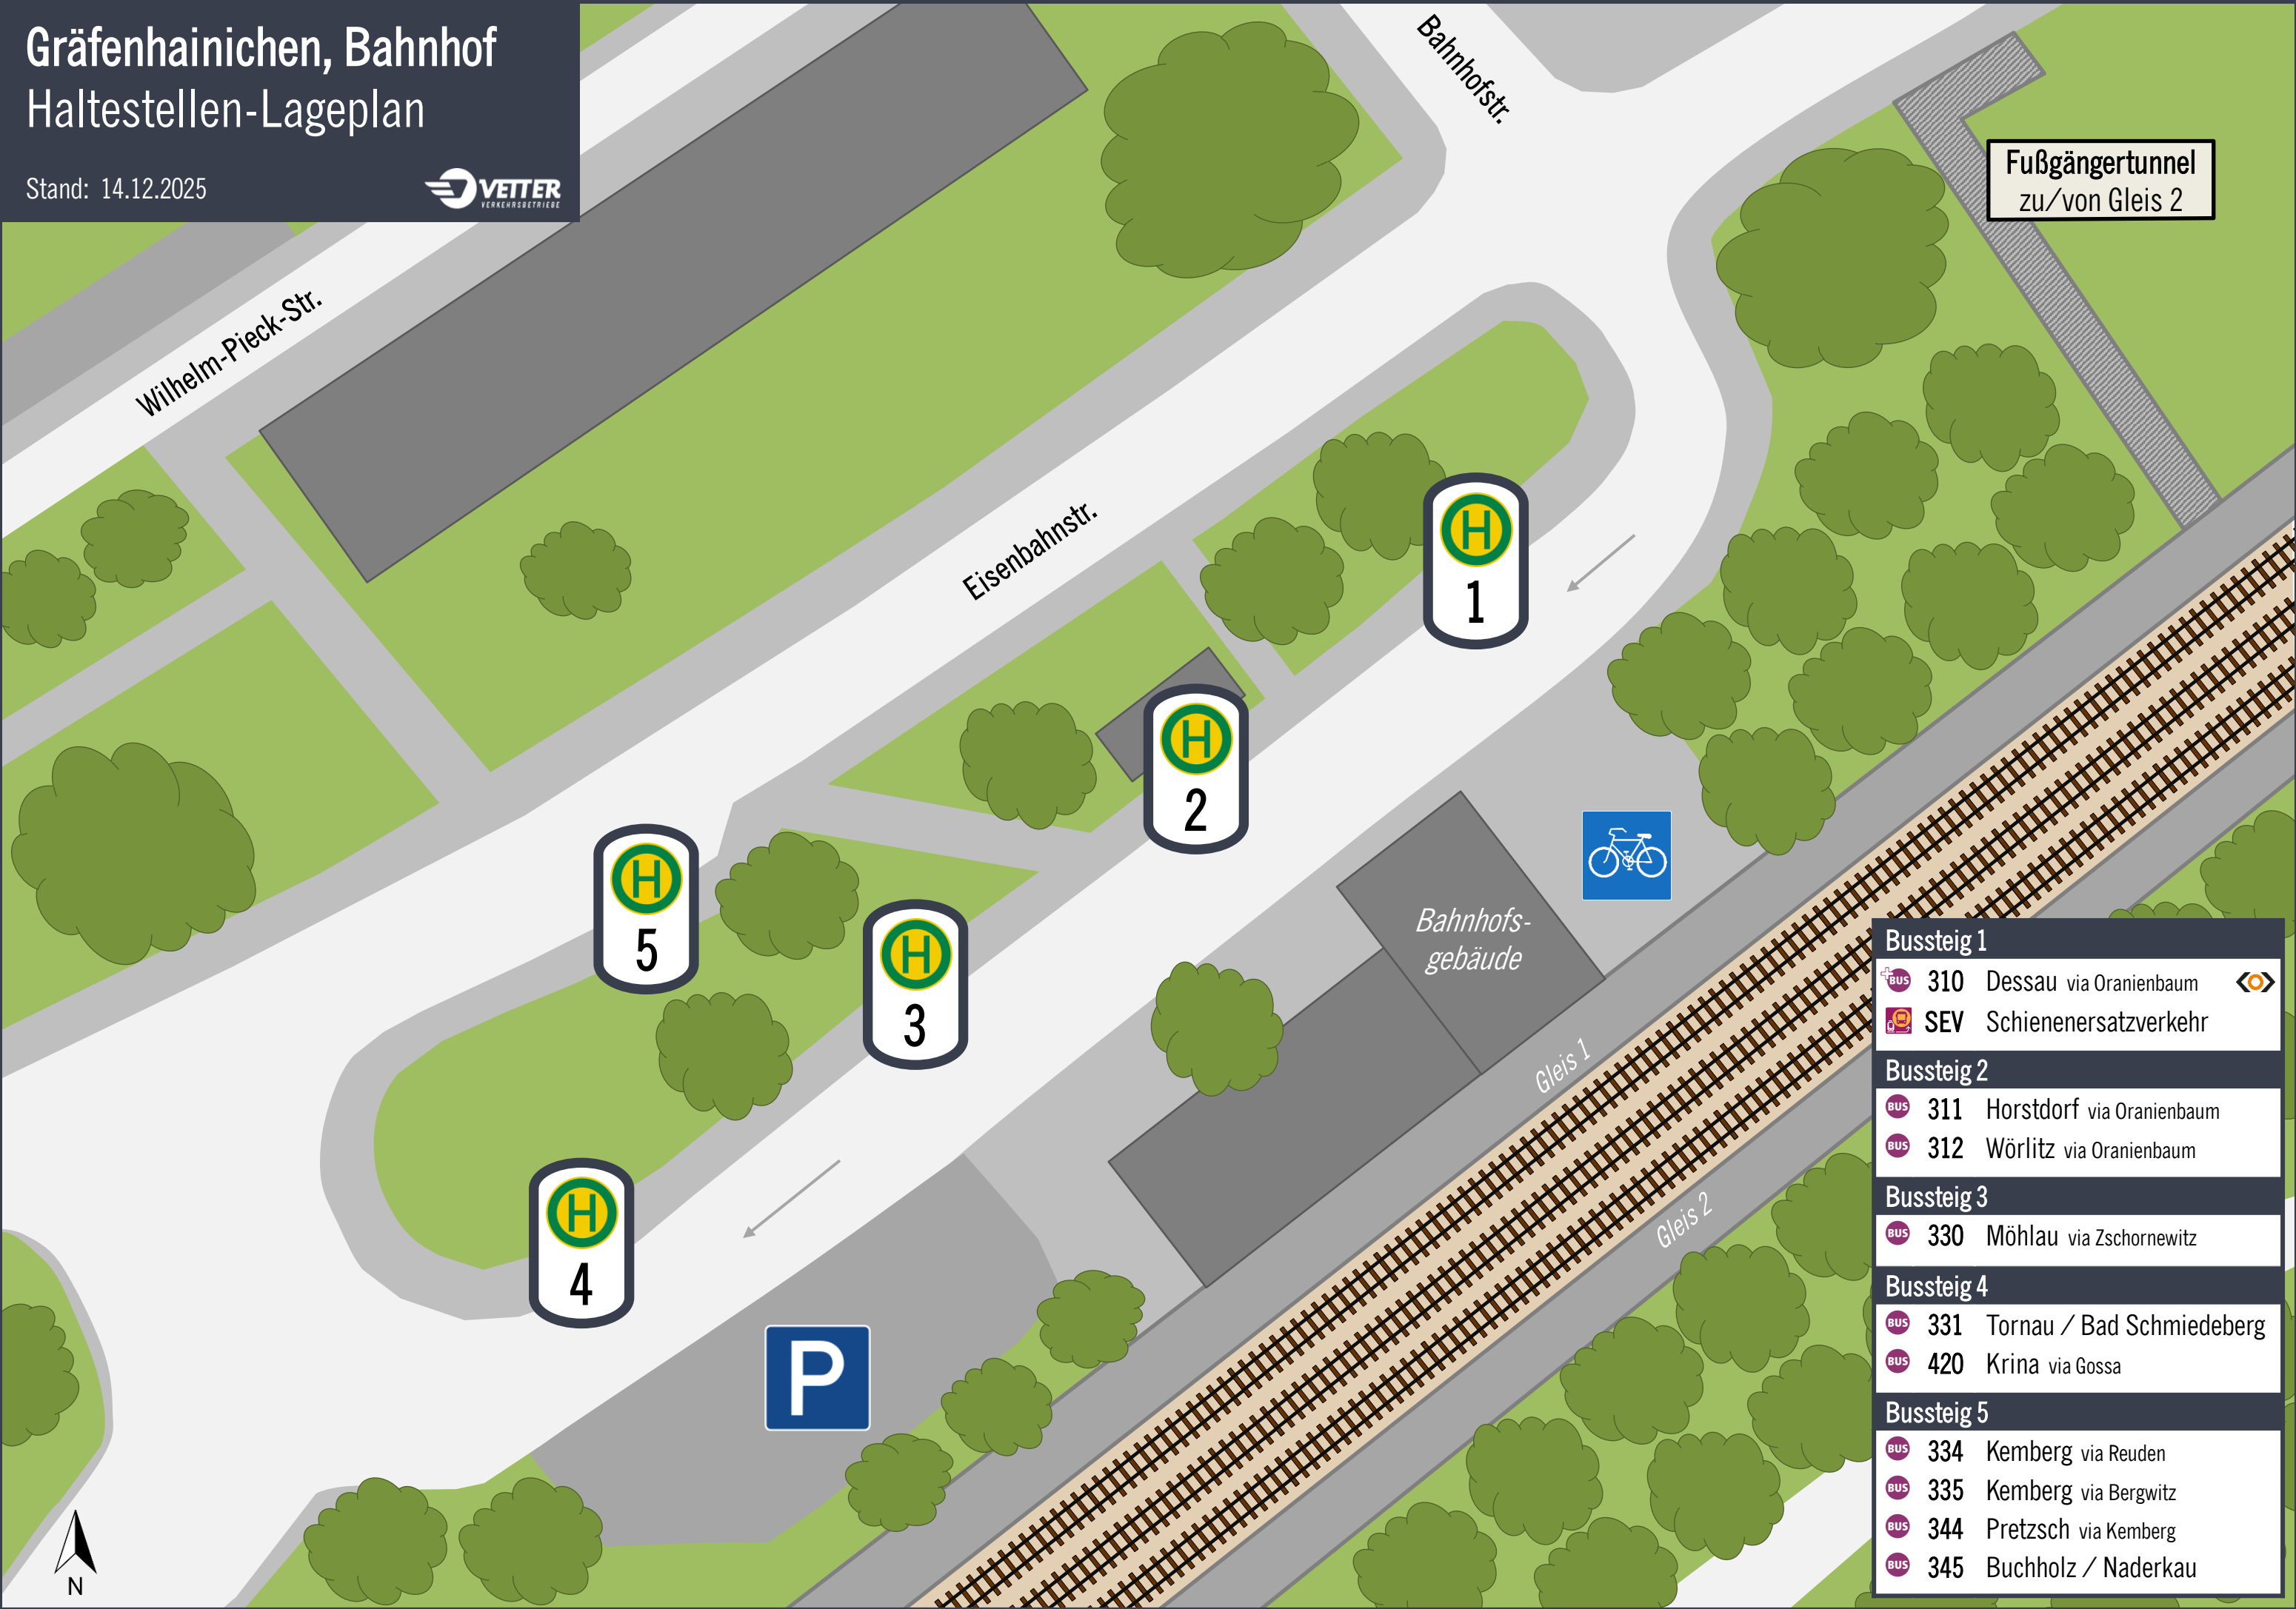 Gräfenhainichen, Bahnhof
Haltestellen-Lageplan
Stand: 14.12.2025
VETTER
VERKEHRSBETRIEBE
Bahnhofstr.
Fußgängertunnel
zu/von Gleis 2
Wilhelm-Pieck-Str.
Eisenbahnstr.
H
1
H
2
H
5
H
3
H
4
Bahnhofs-
gebäude
Gleis 1
Gleis 2
P
N
Bussteig 1
BUS 310 Dessau via Oranienbaum
SEV Schienenersatzverkehr
Bussteig 2
BUS 311 Horstdorf via Oranienbaum
BUS 312 Wörlitz via Oranienbaum
Bussteig 3
BUS 330 Möhlau via Zschornewitz
Bussteig 4
BUS 331 Tornau / Bad Schmiedeberg
BUS 420 Krina via Gossa
Bussteig 5
BUS 334 Kemberg via Reuden
BUS 335 Kemberg via Bergwitz
BUS 344 Pretzsch via Kemberg
BUS 345 Buchholz / Naderkau